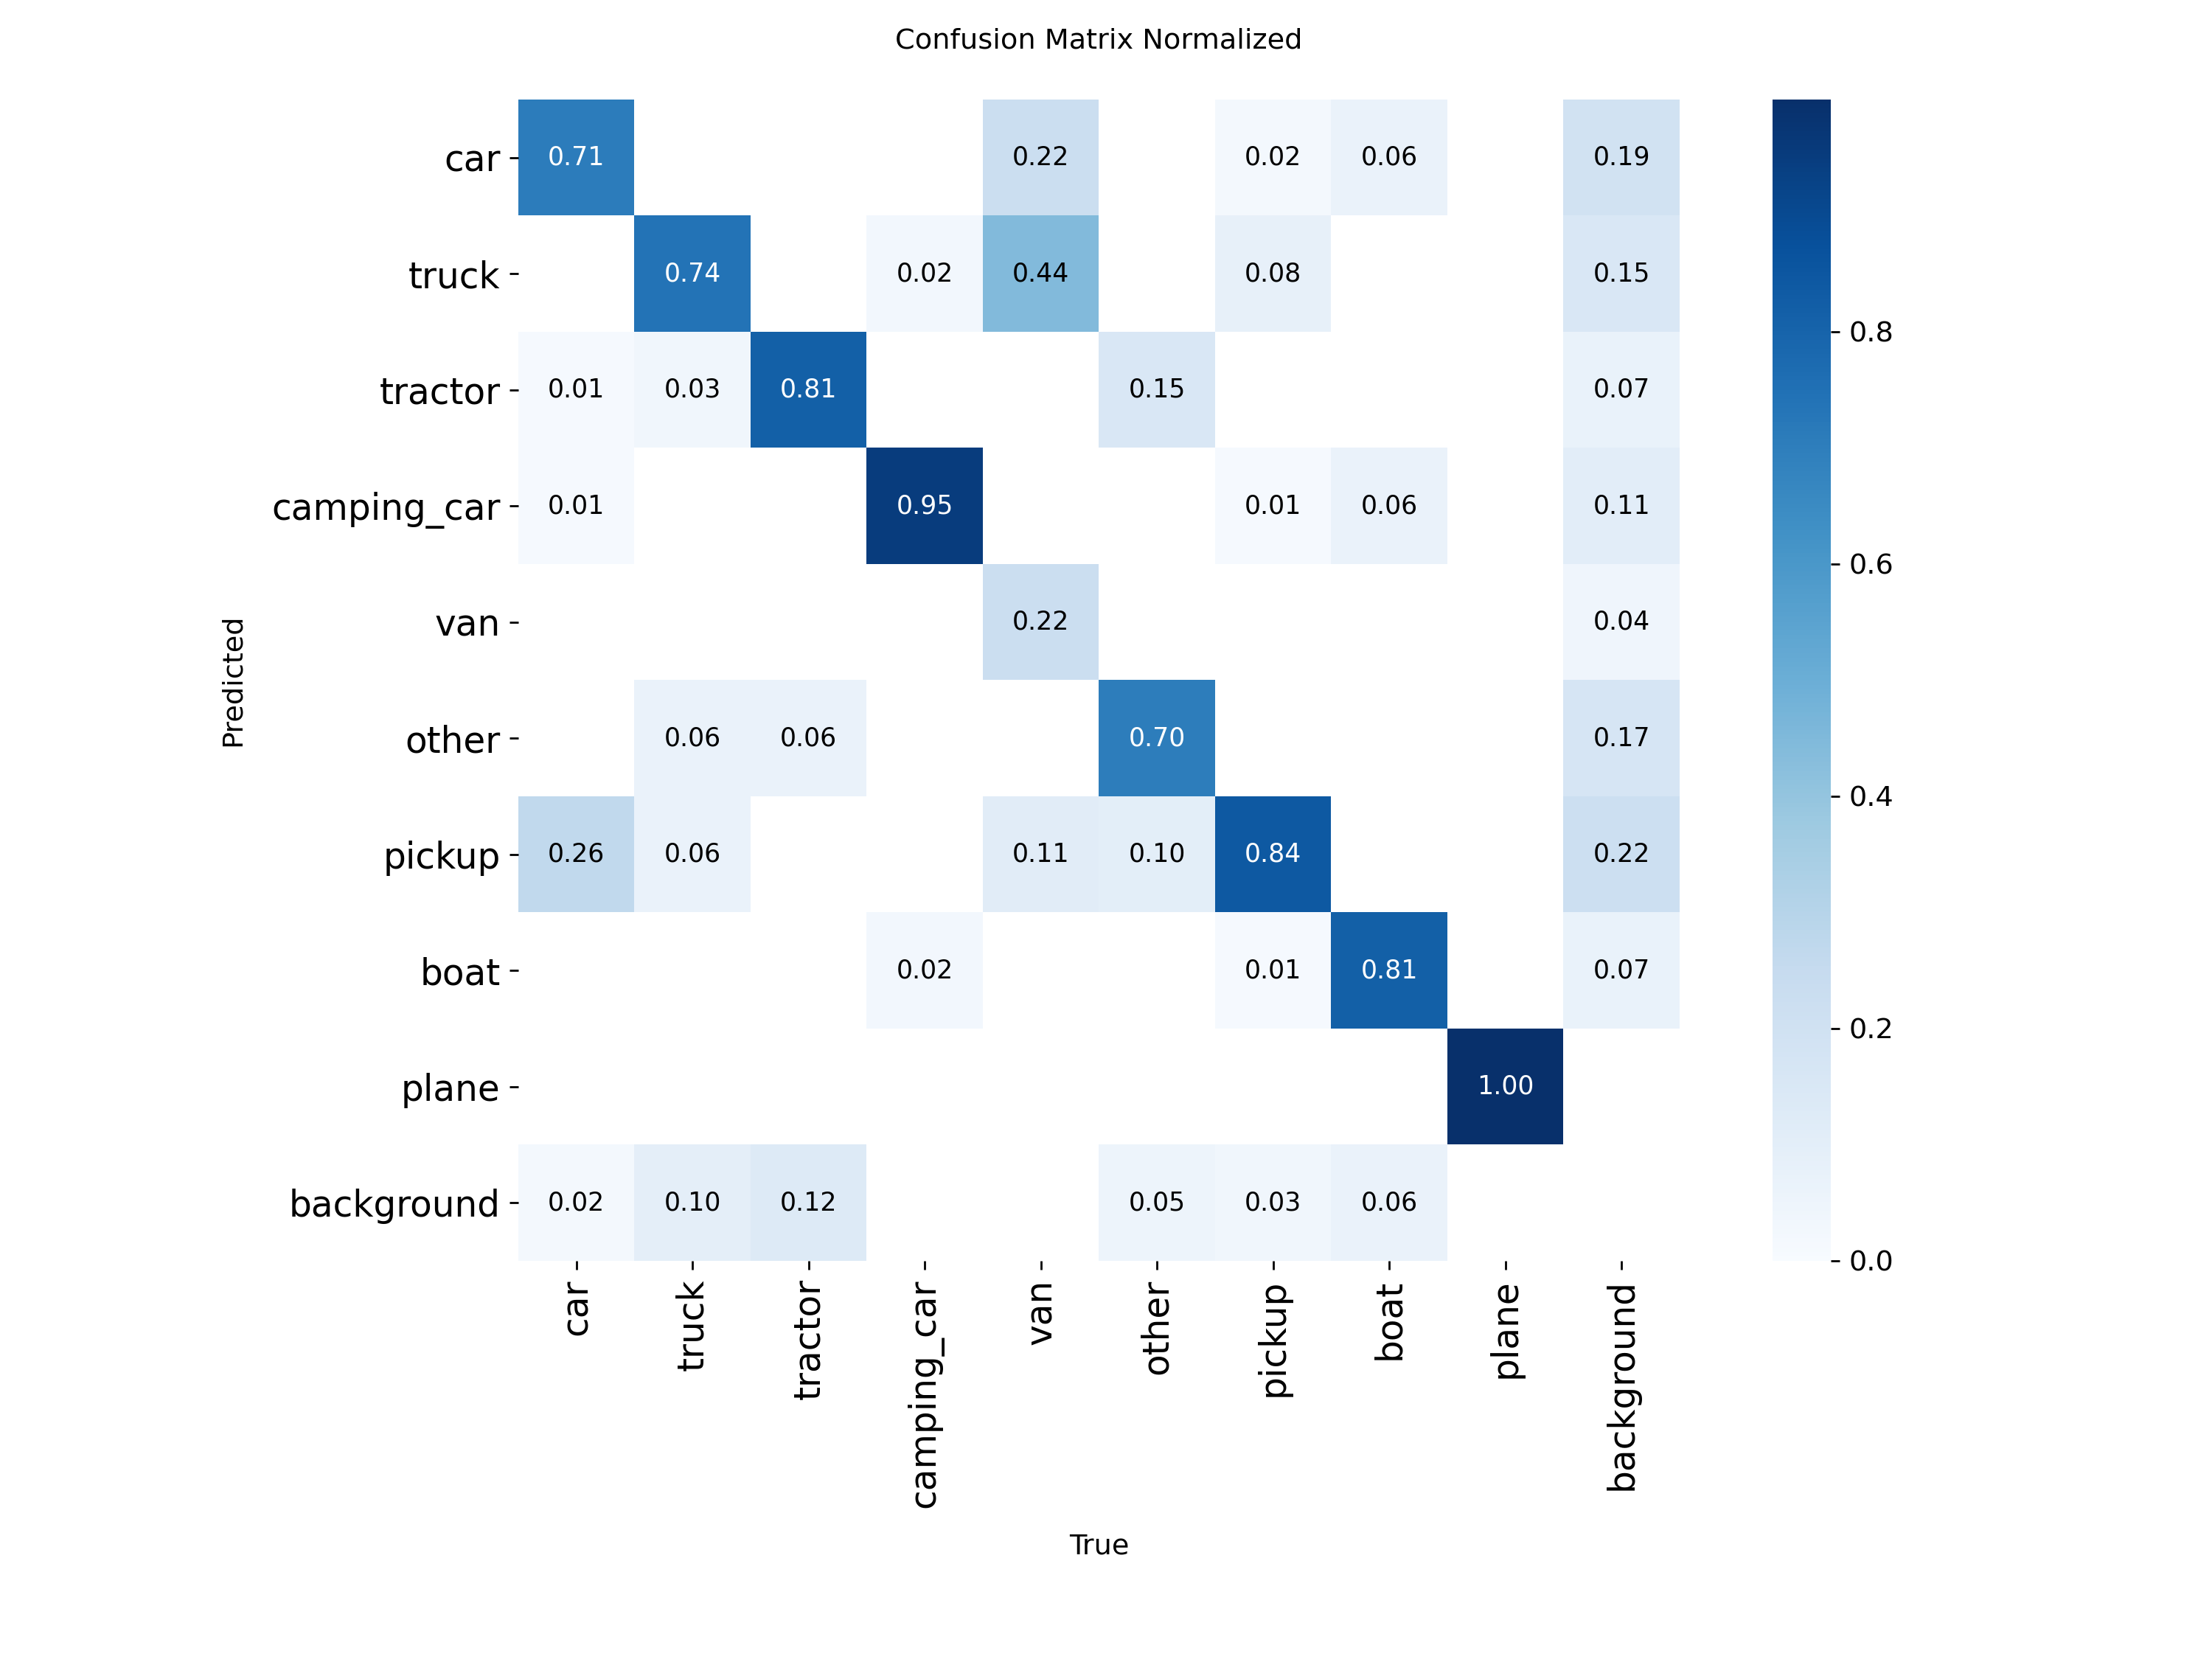 Confusion Matrix Normalized
car 0.71 0.22 0.02 0.06 0.19
truck 0.74 0.02 0.44 0.08 0.15
tractor 0.01 0.03 0.81 0.15 0.07
camping_car 0.01 0.95 0.01 0.06 0.11
van 0.22 0.04
other 0.06 0.06 0.70 0.17
pickup 0.26 0.06 0.11 0.10 0.84 0.22
boat 0.02 0.01 0.81 0.07
plane 1.00
background 0.02 0.10 0.12 0.05 0.03 0.06
Predicted
car truck tractor camping_car van other pickup boat plane background
True
0.8
0.6
0.4
0.2
0.0